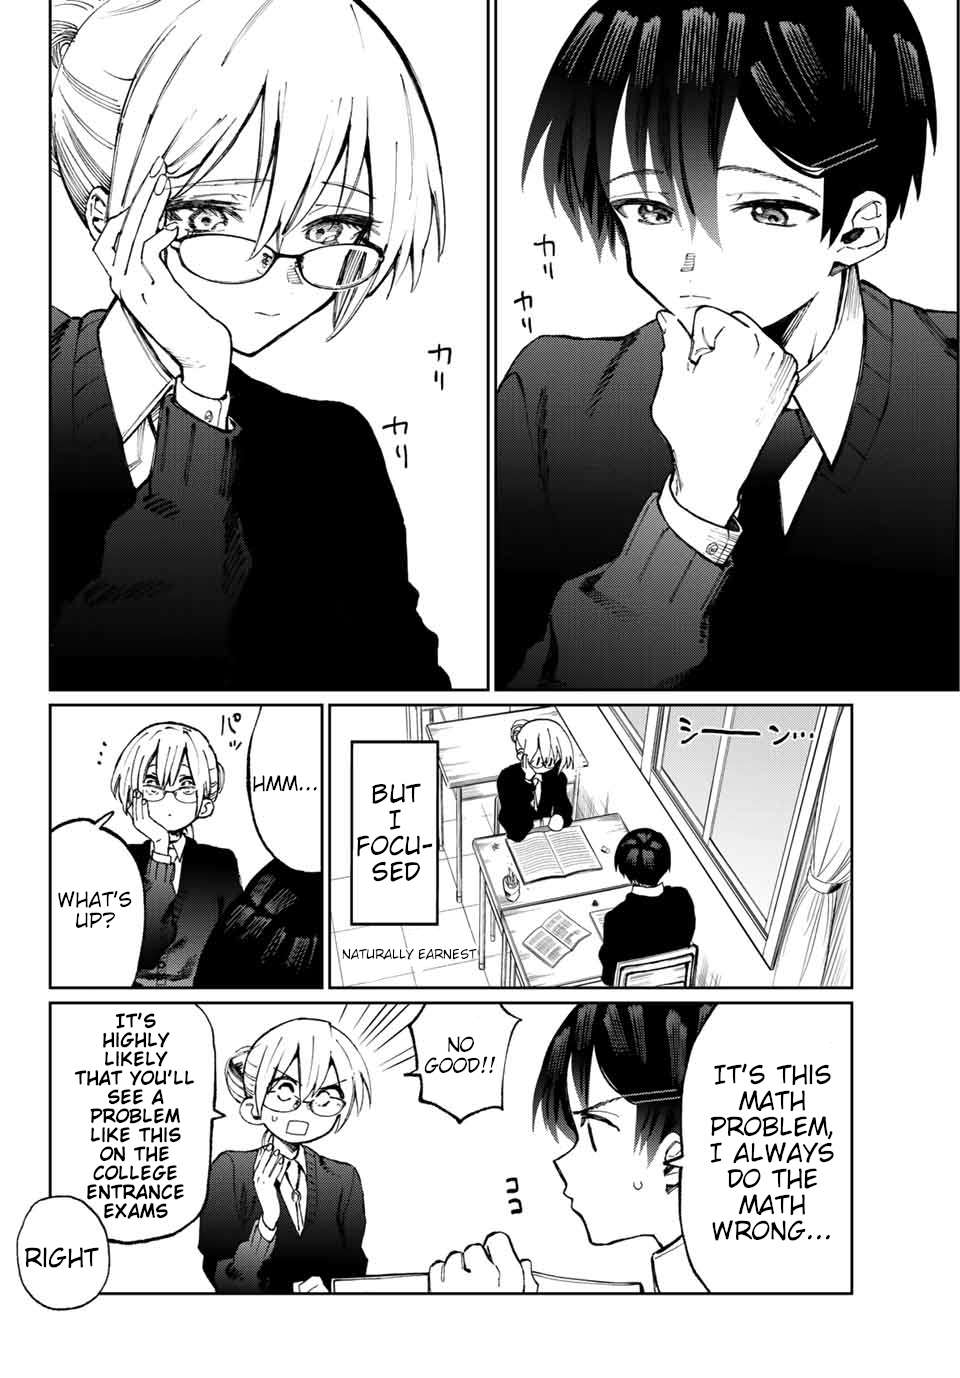 カリ
カリ
カリ
カリ
シーン...
BUT
I
FOCU-
SED
NATURALLY EARNEST
HMM...
パッ
WHAT'S
UP?
IT'S THIS
MATH
PROBLEM,
I ALWAYS
DO THE
MATH
WRONG...
ココ
NO
GOOD!!
IT'S
HIGHLY
LIKELY
THAT YOU'LL
SEE A
PROBLEM
LIKE THIS
ON THE
COLLEGE
ENTRANCE
EXAMS
RIGHT